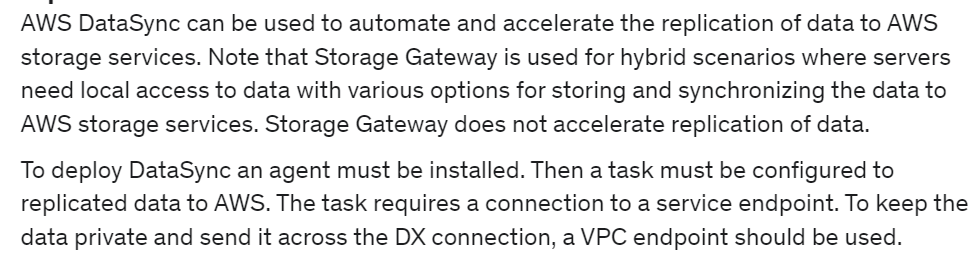 AWS DataSync can be used to automate and accelerate the replication of data to AWS
storage services. Note that Storage Gateway is used for hybrid scenarios where servers
need local access to data with various options for storing and synchronizing the data to
AWS storage services. Storage Gateway does not accelerate replication of data.
To deploy DataSync an agent must be installed. Then a task must be configured to
replicated data to AWS. The task requires a connection to a service endpoint. To keep the
data private and send it across the DX connection, a VPC endpoint should be used.